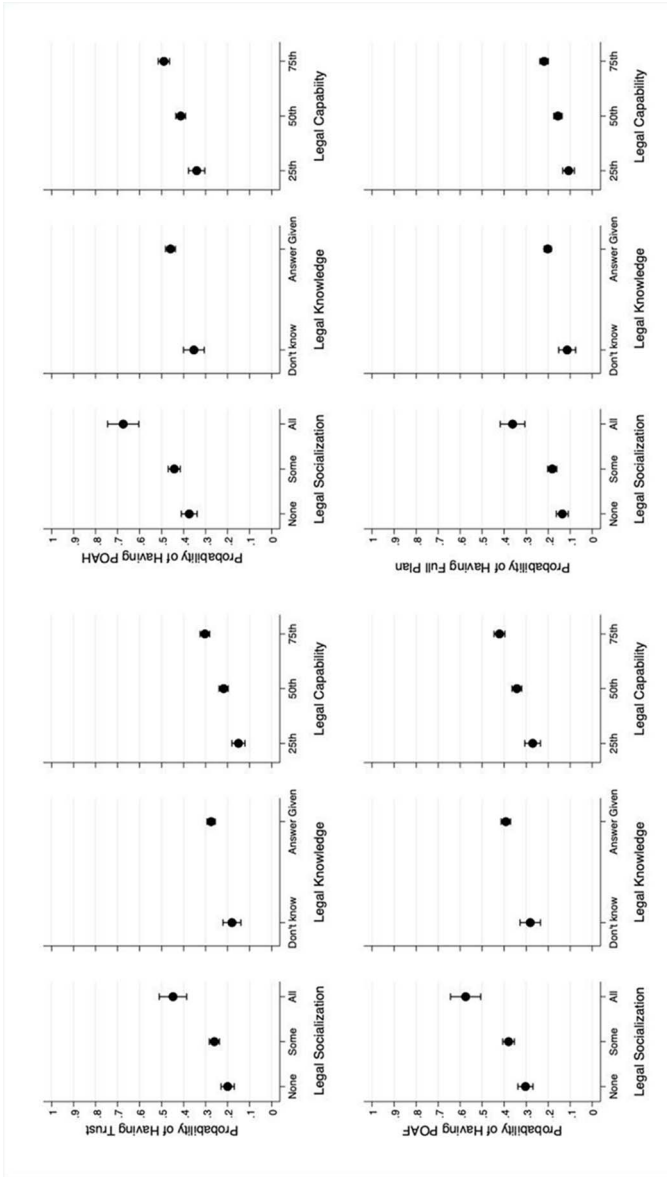 Probability of Having Trust
1
.9
.8
.7
.6
.5
.4
.3
.2
.1
0
None Some All
Legal Socialization
Don't know Answer Given
Legal Knowledge
25th 50th 75th
Legal Capability
Probability of Having POAH
1
.9
.8
.7
.6
.5
.4
.3
.2
.1
0
None Some All
Legal Socialization
Don't know Answer Given
Legal Knowledge
25th 50th 75th
Legal Capability
Probability of Having POAF
1
.9
.8
.7
.6
.5
.4
.3
.2
.1
0
None Some All
Legal Socialization
Don't know Answer Given
Legal Knowledge
25th 50th 75th
Legal Capability
Probability of Having Full Plan
1
.9
.8
.7
.6
.5
.4
.3
.2
.1
0
None Some All
Legal Socialization
Don't know Answer Given
Legal Knowledge
25th 50th 75th
Legal Capability